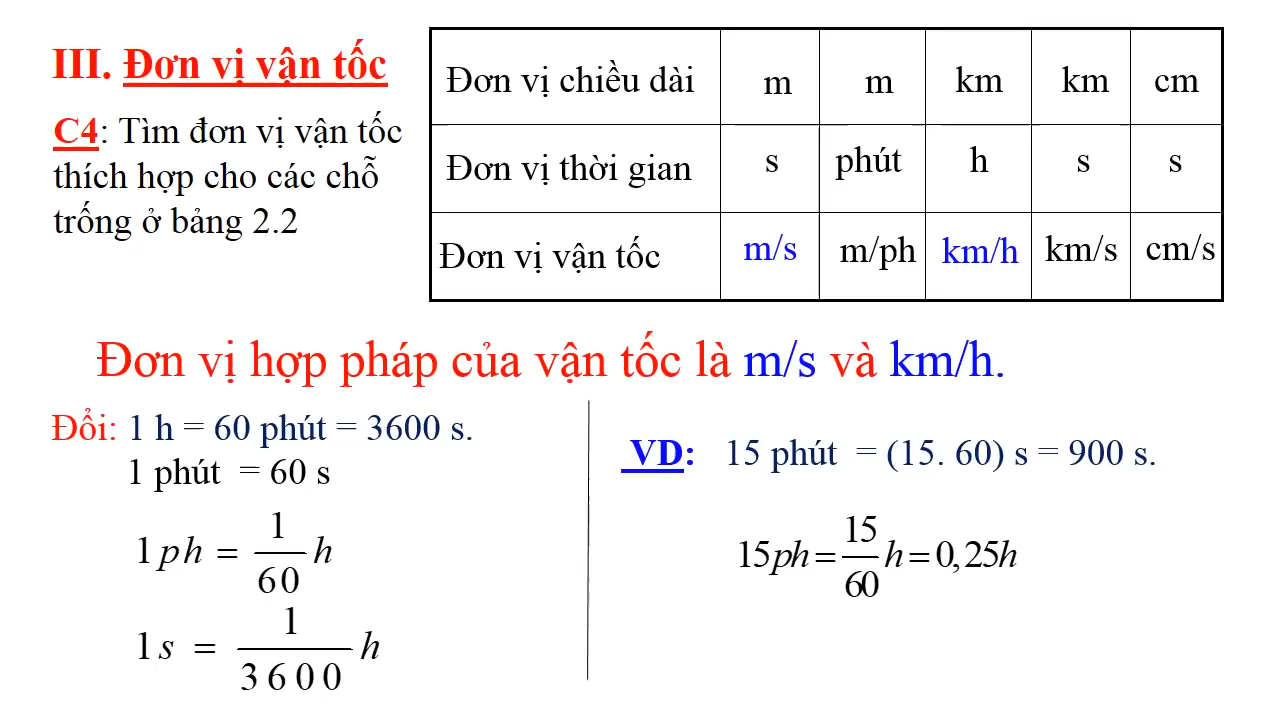 III. Đơn vị vận tốc
C4: Tìm đơn vị vận tốc
thích hợp cho các chỗ
trống ở bảng 2.2
Đơn vị chiều dài m m km km cm
Đơn vị thời gian s phút h s s
Đơn vị vận tốc m/s m/ph km/h km/s cm/s
Đơn vị hợp pháp của vận tốc là m/s và km/h.
Đổi: 1 h = 60 phút = 3600 s.
1 phút = 60 s
1 ph = 1/60 h
1 s = 1/3600 h
VD: 15 phút = (15. 60) s = 900 s.
15ph = 15/60 h = 0,25h